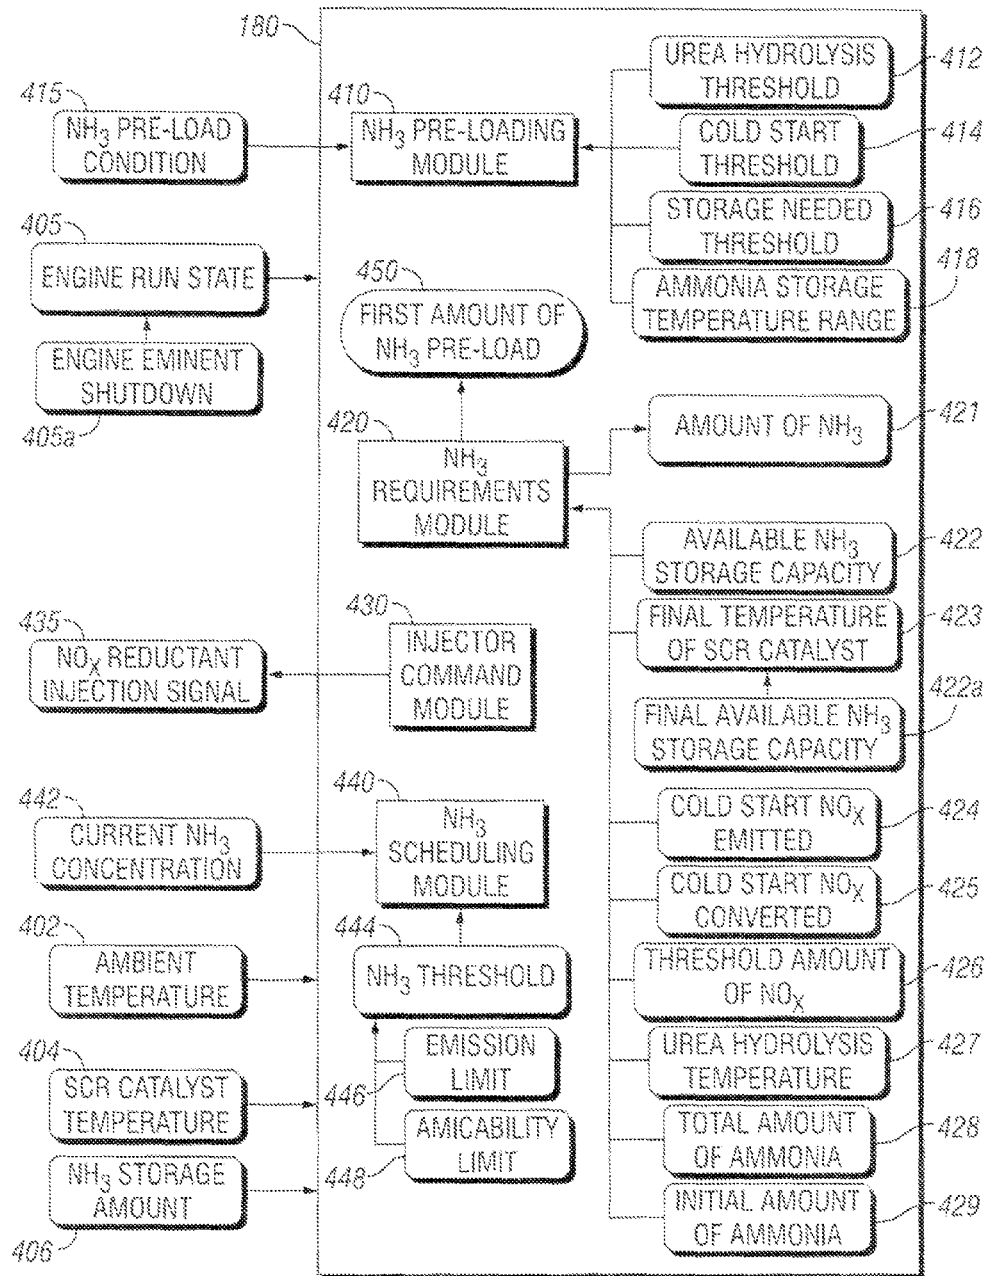 180
415
NH3 PRE-LOAD
CONDITION
410
NH3 PRE-LOADING
MODULE
UREA HYDROLYSIS
THRESHOLD
412
COLD START
THRESHOLD
414
STORAGE NEEDED
THRESHOLD
416
AMMONIA STORAGE
TEMPERATURE RANGE
418
405
ENGINE RUN STATE
ENGINE EMINENT
SHUTDOWN
405a
450
FIRST AMOUNT OF
NH3 PRE-LOAD
420
NH3
REQUIREMENTS
MODULE
AMOUNT OF NH3
421
AVAILABLE NH3
STORAGE CAPACITY
422
FINAL TEMPERATURE
OF SCR CATALYST
423
FINAL AVAILABLE NH3
STORAGE CAPACITY
422a
435
NOX REDUCTANT
INJECTION SIGNAL
430
INJECTOR
COMMAND
MODULE
COLD START NOX
EMITTED
424
COLD START NOX
CONVERTED
425
THRESHOLD AMOUNT
OF NOX
426
UREA HYDROLYSIS
TEMPERATURE
427
TOTAL AMOUNT
OF AMMONIA
428
INITIAL AMOUNT
OF AMMONIA
429
442
CURRENT NH3
CONCENTRATION
440
NH3
SCHEDULING
MODULE
444
NH3 THRESHOLD
EMISSION
LIMIT
446
AMICABILITY
LIMIT
448
402
AMBIENT
TEMPERATURE
404
SCR CATALYST
TEMPERATURE
NH3 STORAGE
AMOUNT
406